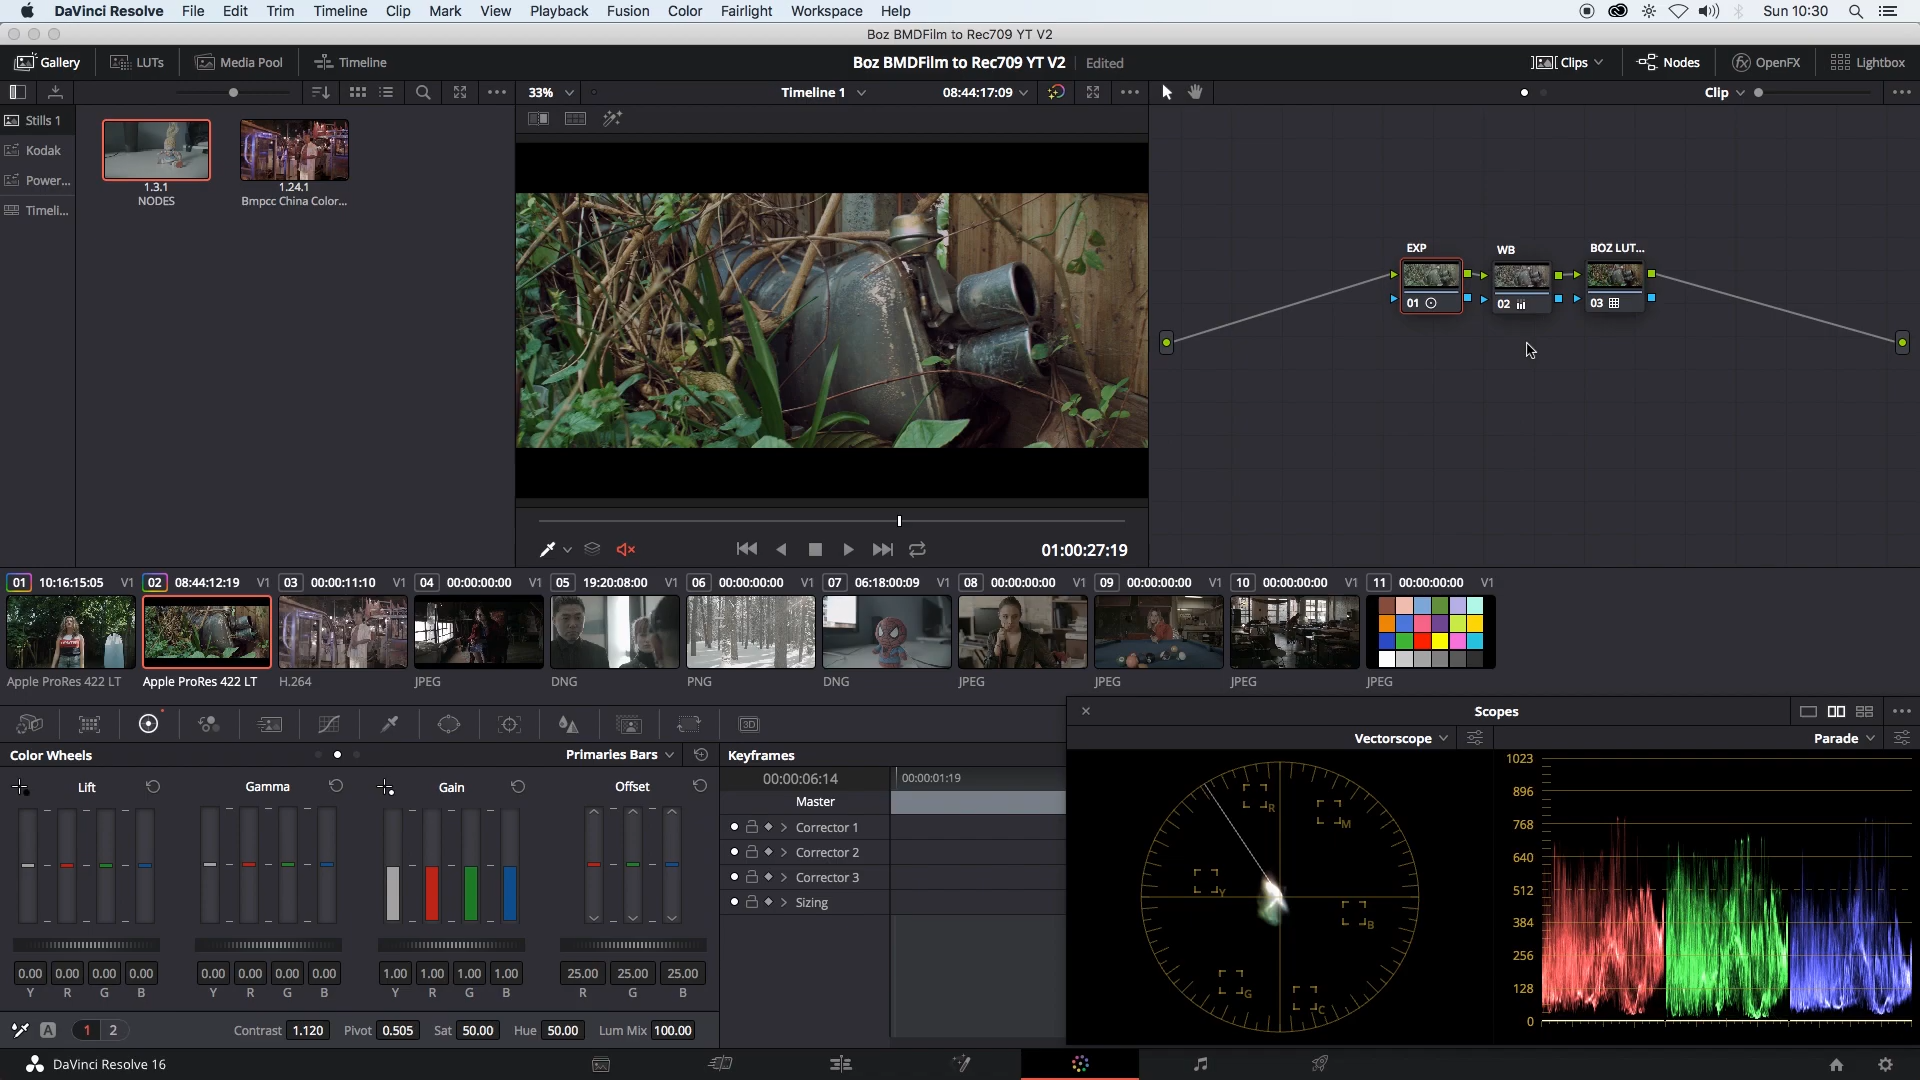 DaVinci Resolve File Edit Trim Timeline Clip Mark View Playback Fusion Color Fairlight Workspace Help Sun 10:30
Boz BMDFilm to Rec709 YT V2
Gallery LUTs Media Pool Timeline Boz BMDFilm to Rec709 YT V2 Edited Clips Nodes OpenFX Lightbox
33% Timeline 1 08:44:17:09 Clip
Stills 1
Kodak
Power...
Timeli...
1.3.1 1.24.1
NODES Bmpcc China Color...
EXP WB BOZ LUT...
01 02 03
01:00:27:19
01 10:16:15:05 V1 02 08:44:12:19 V1 03 00:00:11:10 V1 04 00:00:00:00 V1 05 19:20:08:00 V1 06 00:00:00:00 V1 07 06:18:00:09 V1 08 00:00:00:00 V1 09 00:00:00:00 V1 10 00:00:00:00 V1 11 00:00:00:00 V1
Apple ProRes 422 LT Apple ProRes 422 LT H.264 JPEG DNG PNG DNG JPEG JPEG JPEG JPEG
3D
Scopes
Color Wheels Primaries Bars Keyframes
Vectorscope Parade
Lift Gamma Gain Offset
00:00:06:14 00:00:01:19
Master
Corrector 1
Corrector 2
Corrector 3
Sizing
R
M
Y
B
G
C
1023
896
768
640
512
384
256
128
0
0.00 0.00 0.00 0.00 0.00 0.00 0.00 0.00 1.00 1.00 1.00 1.00 25.00 25.00 25.00
Y R G B Y R G B Y R G B R G B
A 1 2 Contrast 1.120 Pivot 0.505 Sat 50.00 Hue 50.00 Lum Mix 100.00
DaVinci Resolve 16